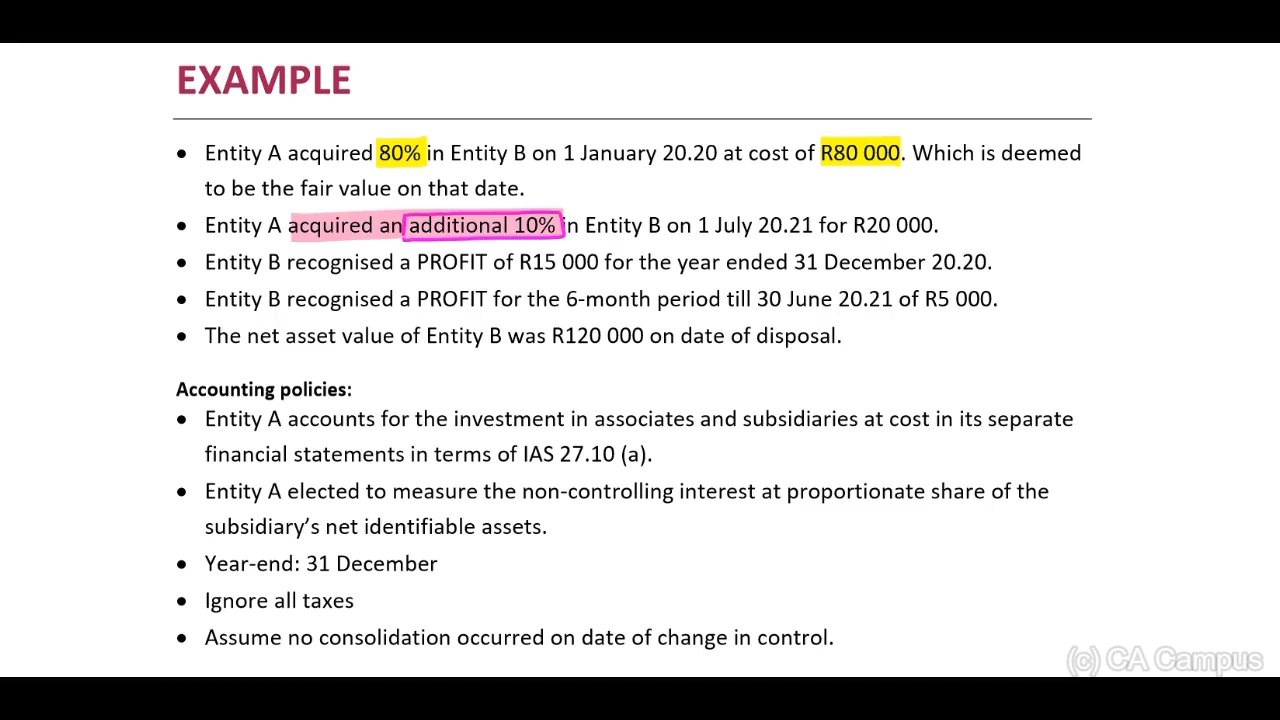 EXAMPLE
• Entity A acquired 80% in Entity B on 1 January 20.20 at cost of R80 000. Which is deemed
to be the fair value on that date.
• Entity A acquired an additional 10% in Entity B on 1 July 20.21 for R20 000.
• Entity B recognised a PROFIT of R15 000 for the year ended 31 December 20.20.
• Entity B recognised a PROFIT for the 6-month period till 30 June 20.21 of R5 000.
• The net asset value of Entity B was R120 000 on date of disposal.
Accounting policies:
• Entity A accounts for the investment in associates and subsidiaries at cost in its separate
financial statements in terms of IAS 27.10 (a).
• Entity A elected to measure the non-controlling interest at proportionate share of the
subsidiary's net identifiable assets.
• Year-end: 31 December
• Ignore all taxes
• Assume no consolidation occurred on date of change in control.
(c) CA Campus